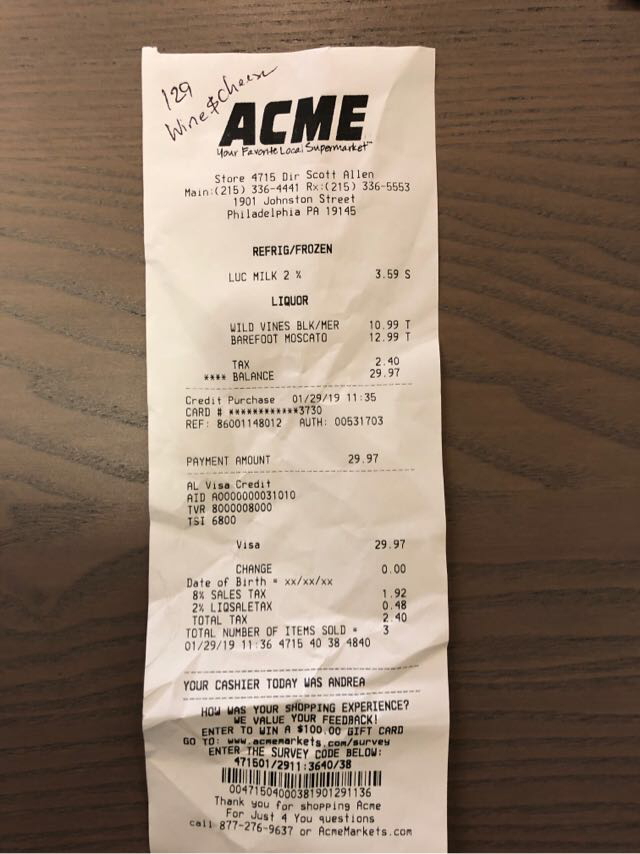 129
Wine & Cheese
ACME
Your Favorite Local Supermarket™
Store 4715 Dir Scott Allen
Main:(215) 336-4441 Rx:(215) 336-5553
1901 Johnston Street
Philadelphia PA 19145
REFRIG/FROZEN
LUC MILK 2 % 3.59 S
LIQUOR
WILD VINES BLK/MER 10.99 T
BAREFOOT MOSCATO 12.99 T
TAX 2.40
**** BALANCE 29.97
Credit Purchase 01/29/19 11:35
CARD # ************3730
REF: 86001148012 AUTH: 00531703
PAYMENT AMOUNT 29.97
AL Visa Credit
AID A0000000031010
TVR 8000008000
TSI 6800
Visa 29.97
CHANGE 0.00
Date of Birth = xx/xx/xx
8% SALES TAX 1.92
2% LIQSALETAX 0.48
TOTAL TAX 2.40
TOTAL NUMBER OF ITEMS SOLD = 3
01/29/19 11:36 4715 40 38 4840
YOUR CASHIER TODAY WAS ANDREA
HOW WAS YOUR SHOPPING EXPERIENCE?
WE VALUE YOUR FEEDBACK!
ENTER TO WIN A $100.00 GIFT CARD
GO TO: www.acmemarkets.com/survey
ENTER THE SURVEY CODE BELOW:
471501/2911:3640/38
00471504000381901291136
Thank you for shopping Acme
For Just 4 You questions
call 877-276-9637 or AcmeMarkets.com